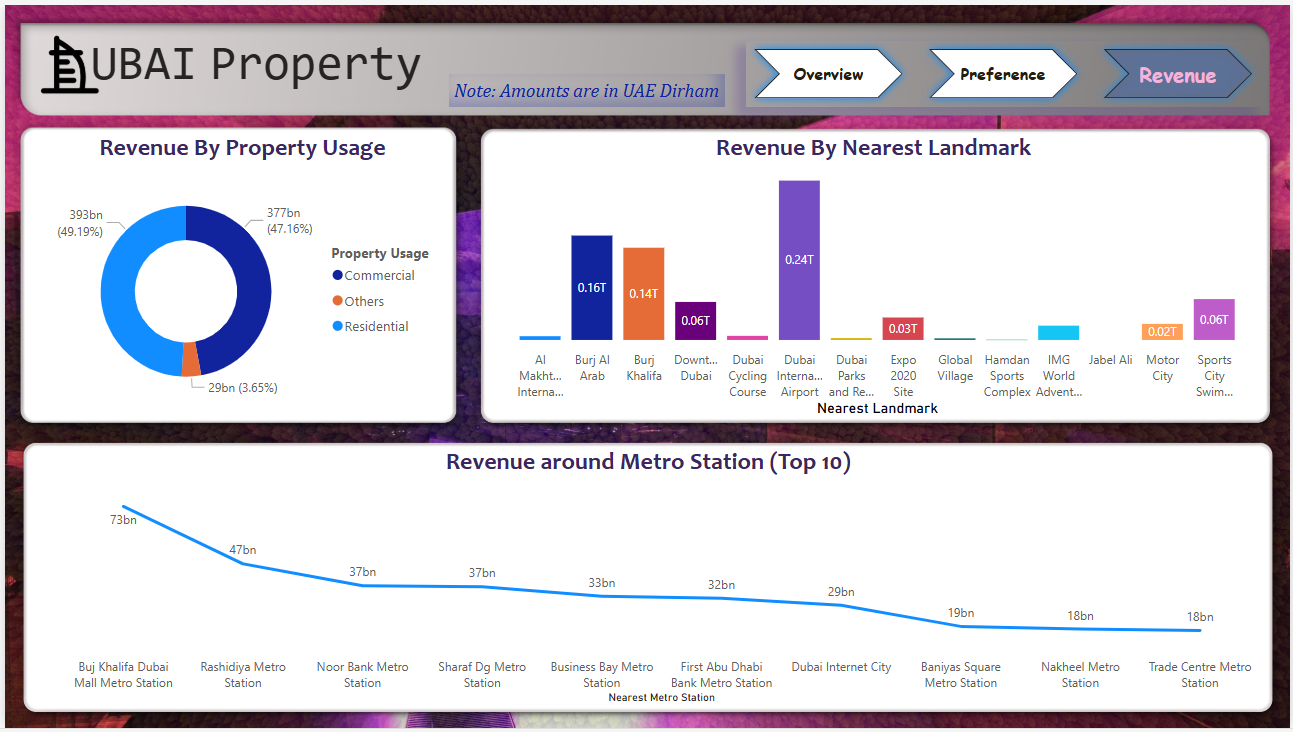 UBAI Property
Note: Amounts are in UAE Dirham
Overview
Preference
Revenue
Revenue By Property Usage
393bn
(49.19%)
377bn
(47.16%)
29bn (3.65%)
Property Usage
Commercial
Others
Residential
Revenue By Nearest Landmark
0.16T
0.14T
0.06T
0.24T
0.03T
0.02T
0.06T
Al
Makht...
Interna...
Burj Al
Arab
Burj
Khalifa
Downt...
Dubai
Dubai
Cycling
Course
Dubai
Interna...
Airport
Dubai
Parks
and Re...
Expo
2020
Site
Global
Village
Hamdan
Sports
Complex
IMG
World
Advent...
Jabel Ali
Motor
City
Sports
City
Swim...
Nearest Landmark
Revenue around Metro Station (Top 10)
73bn
47bn
37bn
37bn
33bn
32bn
29bn
19bn
18bn
18bn
Buj Khalifa Dubai
Mall Metro Station
Rashidiya Metro
Station
Noor Bank Metro
Station
Sharaf Dg Metro
Station
Business Bay Metro
Station
First Abu Dhabi
Bank Metro Station
Dubai Internet City
Baniyas Square
Metro Station
Nakheel Metro
Station
Trade Centre Metro
Station
Nearest Metro Station